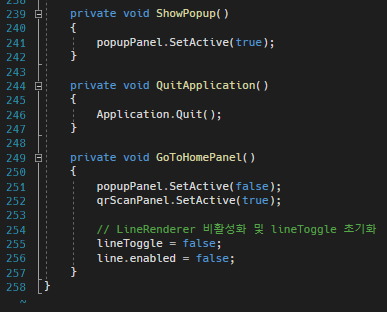 238
239 private void ShowPopup()
240 {
241 popupPanel.SetActive(true);
242 }
243
244 private void QuitApplication()
245 {
246 Application.Quit();
247 }
248
249 private void GoToHomePanel()
250 {
251 popupPanel.SetActive(false);
252 qrScanPanel.SetActive(true);
253
254 // LineRenderer 비활성화 및 lineToggle 초기화
255 lineToggle = false;
256 line.enabled = false;
257 }
258 }
~